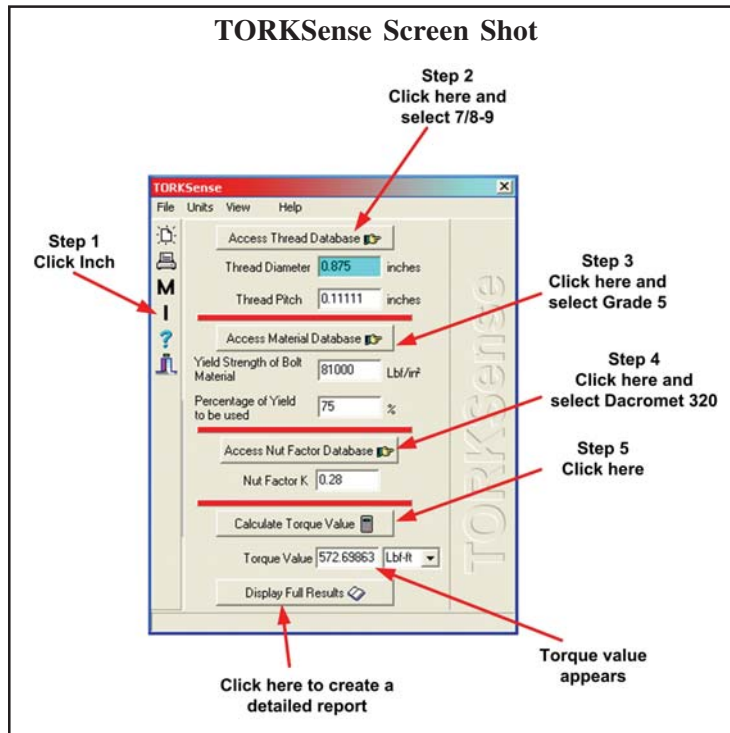 TORKSense Screen Shot
Step 2
Click here and
select 7/8-9
TORKSense
File Units View Help
Step 1
Click Inch
Access Thread Database
Thread Diameter 0.875 inches
Thread Pitch 0.11111 inches
M
I
?
Step 3
Click here and
select Grade 5
Access Material Database
Yield Strength of Bolt
Material 81000 Lbf/in²
Percentage of Yield
to be used 75 %
Step 4
Click here and
select Dacromet 320
Access Nut Factor Database
Nut Factor K 0.28
Step 5
Click here
Calculate Torque Value
Torque Value 572.69863 Lbf-ft
Display Full Results
TORKSense
Torque value
appears
Click here to create a
detailed report